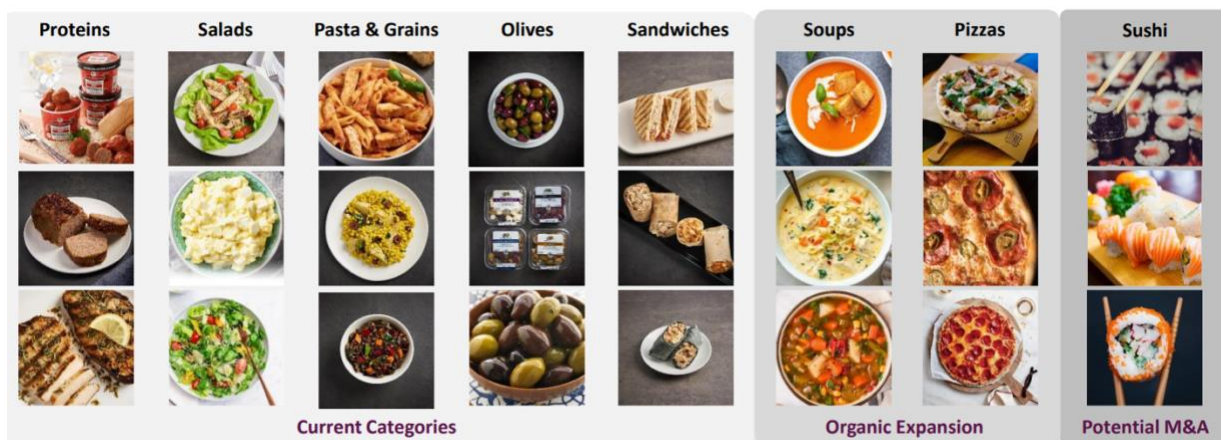 Proteins
Salads
Pasta & Grains
Olives
Sandwiches
Soups
Pizzas
Sushi
Current Categories
Organic Expansion
Potential M&A